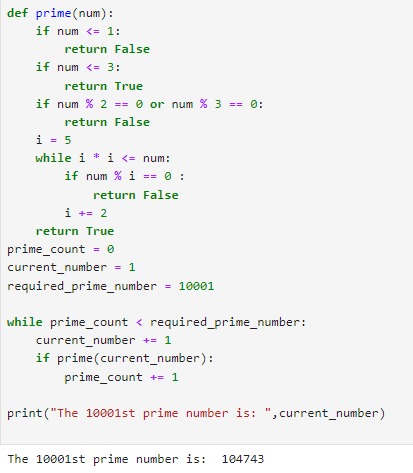 def prime(num):
    if num <= 1:
        return False
    if num <= 3:
        return True
    if num % 2 == 0 or num % 3 == 0:
        return False
    i = 5
    while i * i <= num:
        if num % i == 0 :
            return False
        i += 2
    return True
prime_count = 0
current_number = 1
required_prime_number = 10001

while prime_count < required_prime_number:
    current_number += 1
    if prime(current_number):
        prime_count += 1

print("The 10001st prime number is: ",current_number)

The 10001st prime number is:  104743